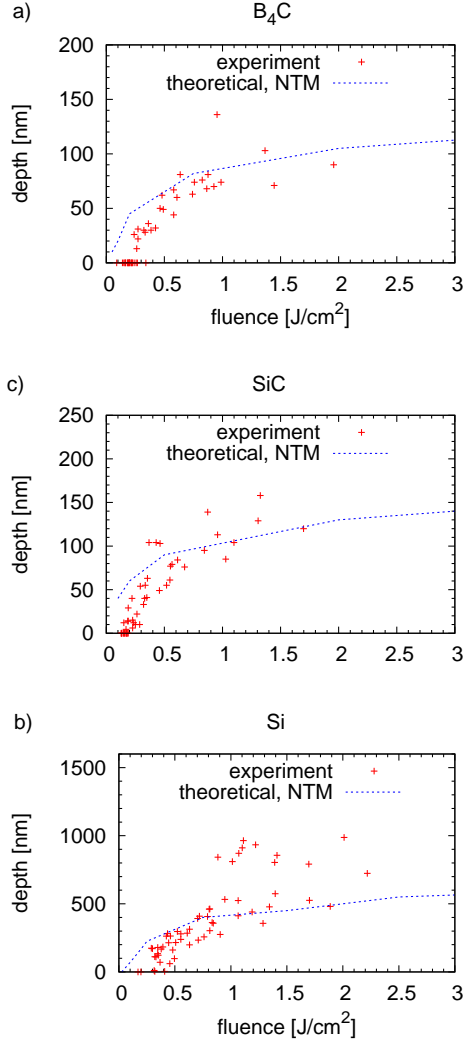 a) B₄C
200
150
100
50
0
depth [nm]
experiment
theoretical, NTM
0 0.5 1 1.5 2 2.5 3
fluence [J/cm²]
c) SiC
250
200
150
100
50
0
depth [nm]
experiment
theoretical, NTM
0 0.5 1 1.5 2 2.5 3
b) Si
1500
1000
500
0
depth [nm]
experiment
theoretical, NTM
0 0.5 1 1.5 2 2.5 3
fluence [J/cm²]